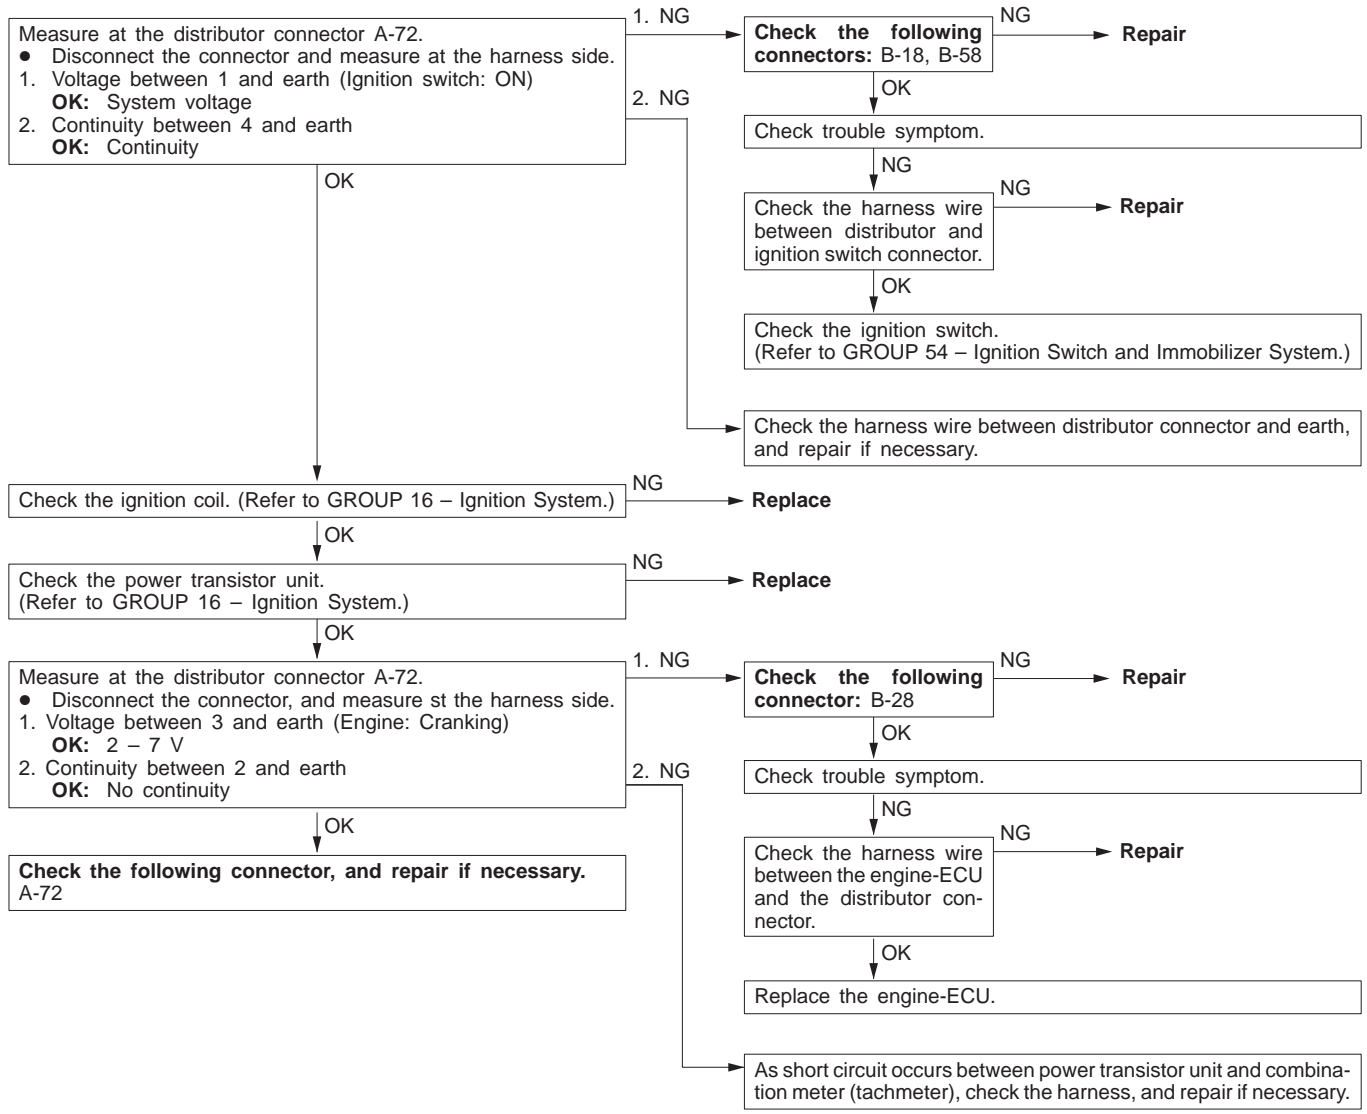 Measure at the distributor connector A-72.
● Disconnect the connector and measure at the harness side.
1. Voltage between 1 and earth (Ignition switch: ON)
OK: System voltage
2. Continuity between 4 and earth
OK: Continuity
1. NG
Check the following
connectors: B-18, B-58
NG
Repair
OK
2. NG
Check trouble symptom.
NG
Check the harness wire
between distributor and
ignition switch connector.
NG
Repair
OK
Check the ignition switch.
(Refer to GROUP 54 – Ignition Switch and Immobilizer System.)
Check the harness wire between distributor connector and earth,
and repair if necessary.
OK
Check the ignition coil. (Refer to GROUP 16 – Ignition System.)
NG
Replace
OK
Check the power transistor unit.
(Refer to GROUP 16 – Ignition System.)
NG
Replace
OK
Measure at the distributor connector A-72.
● Disconnect the connector, and measure st the harness side.
1. Voltage between 3 and earth (Engine: Cranking)
OK: 2 – 7 V
2. Continuity between 2 and earth
OK: No continuity
1. NG
Check the following
connector: B-28
NG
Repair
OK
2. NG
Check trouble symptom.
NG
Check the harness wire
between the engine-ECU
and the distributor con-
nector.
NG
Repair
OK
Replace the engine-ECU.
As short circuit occurs between power transistor unit and combina-
tion meter (tachmeter), check the harness, and repair if necessary.
OK
Check the following connector, and repair if necessary.
A-72